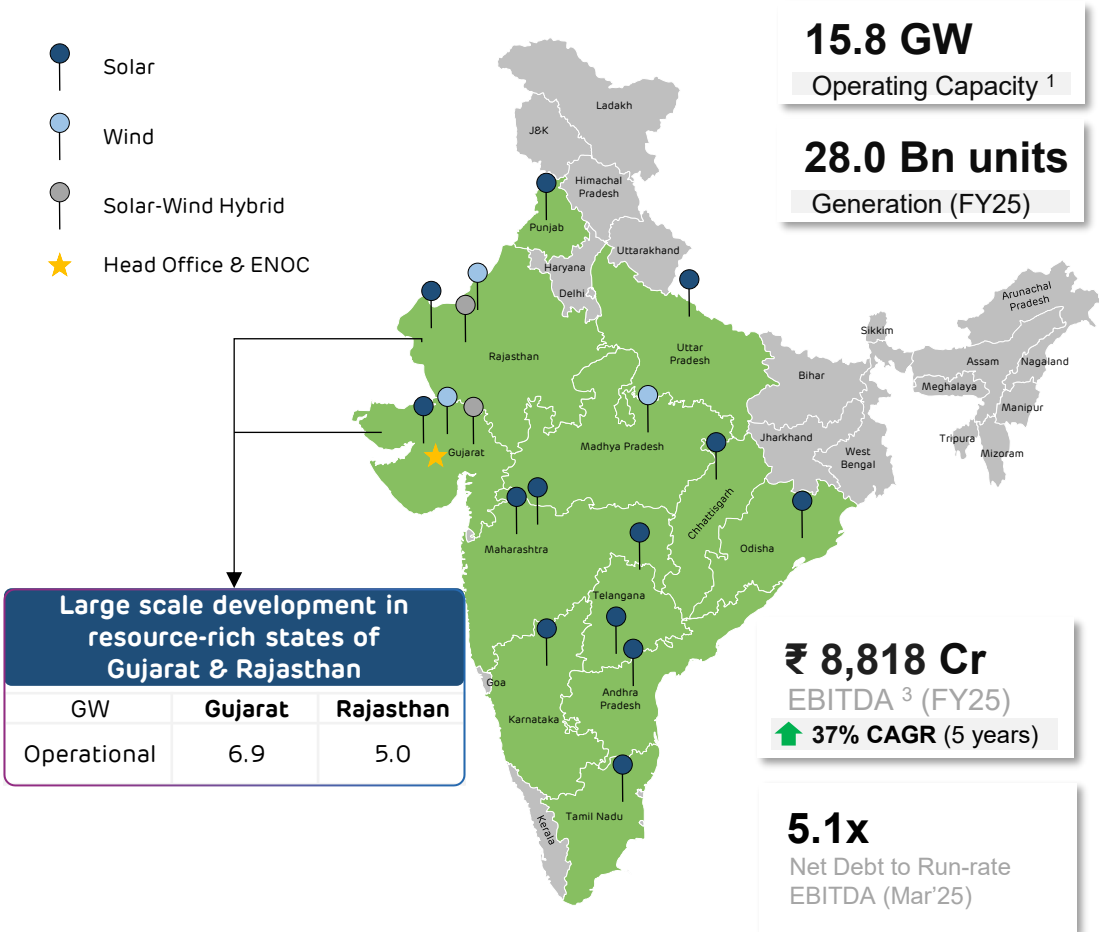 Solar
Wind
Solar-Wind Hybrid
Head Office & ENOC
15.8 GW
Operating Capacity ¹
28.0 Bn units
Generation (FY25)
Ladakh
J&K
Himachal
Pradesh
Punjab
Uttarakhand
Haryana
Delhi
Arunachal
Pradesh
Sikkim
Rajasthan
Uttar
Pradesh
Assam
Nagaland
Bihar
Meghalaya
Manipur
Madhya Pradesh
Jharkhand
Tripura
Gujarat
West
Bengal
Mizoram
Chhattisgarh
Maharashtra
Odisha
Telangana
Large scale development in
resource-rich states of
Gujarat & Rajasthan
GW Gujarat Rajasthan
Operational 6.9 5.0
Goa
Karnataka
Andhra
Pradesh
Tamil Nadu
Kerala
₹ 8,818 Cr
EBITDA ³ (FY25)
37% CAGR (5 years)
5.1x
Net Debt to Run-rate
EBITDA (Mar’25)